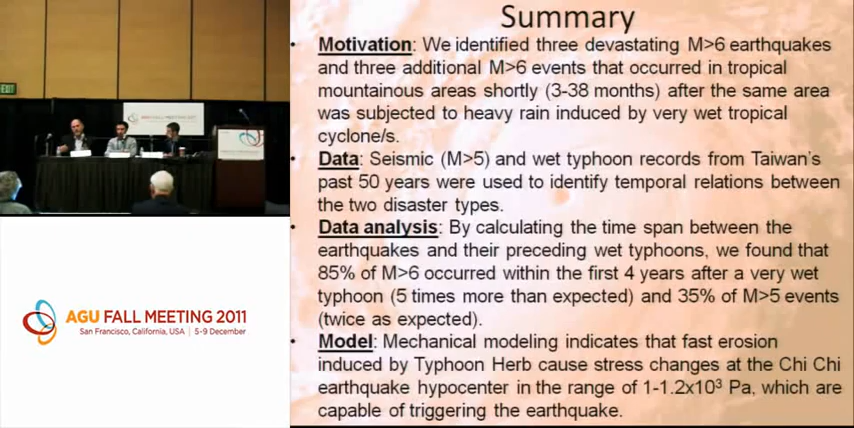 Summary
• Motivation: We identified three devastating M>6 earthquakes
and three additional M>6 events that occurred in tropical
mountainous areas shortly (3-38 months) after the same area
was subjected to heavy rain induced by very wet tropical
cyclone/s.
• Data: Seismic (M>5) and wet typhoon records from Taiwan's
past 50 years were used to identify temporal relations between
the two disaster types.
• Data analysis: By calculating the time span between the
earthquakes and their preceding wet typhoons, we found that
85% of M>6 occurred within the first 4 years after a very wet
typhoon (5 times more than expected) and 35% of M>5 events
(twice as expected).
• Model: Mechanical modeling indicates that fast erosion
induced by Typhoon Herb cause stress changes at the Chi Chi
earthquake hypocenter in the range of 1-1.2x10³ Pa, which are
capable of triggering the earthquake.
EXIT
AGU FALL MEETING 2011
AGU FALL MEETING 2011
San Francisco, California, USA | 5-9 December